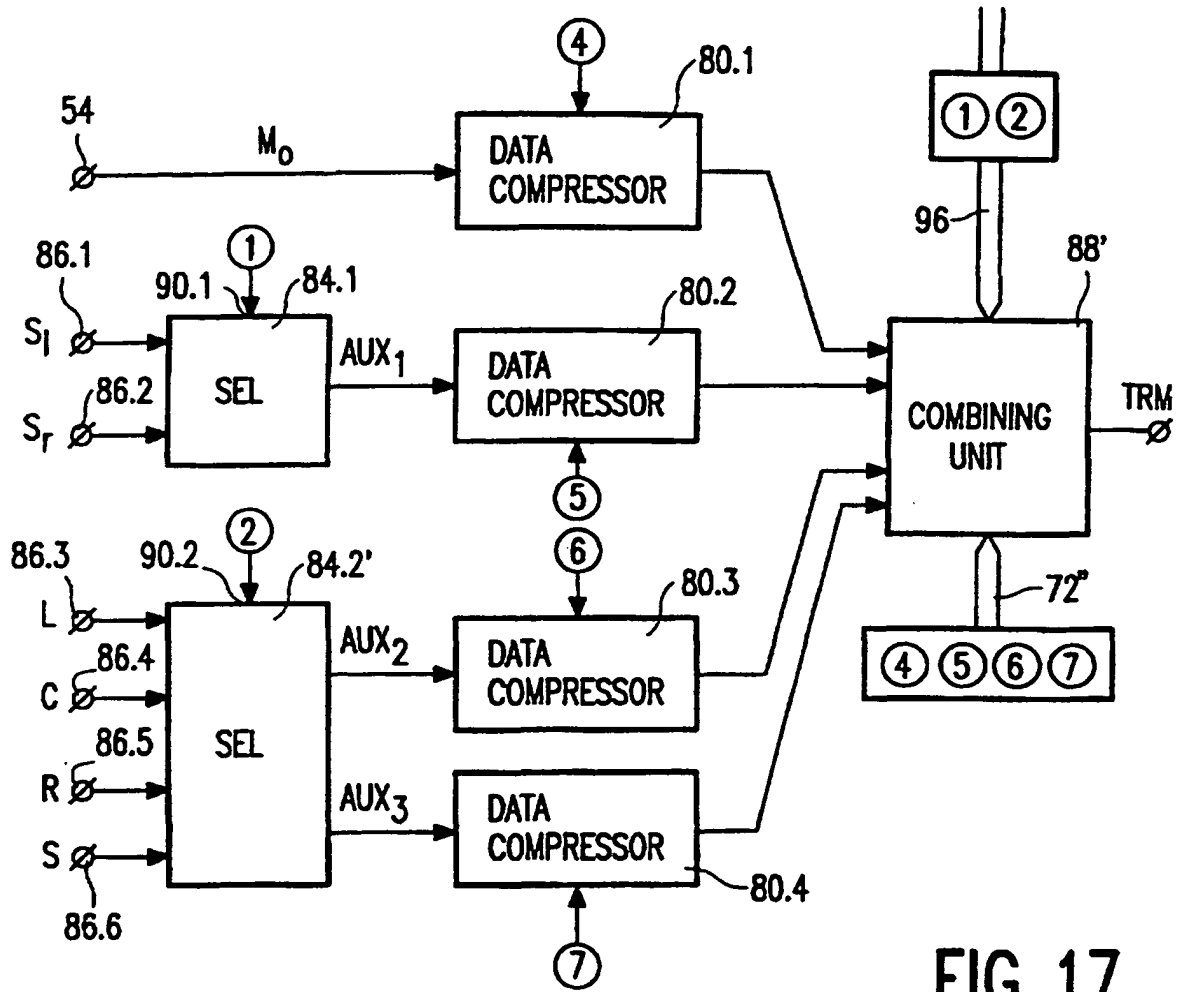 ④
80.1
54
M₀
DATA
COMPRESSOR
① ②
96
88'
86.1
①
90.1
84.1
80.2
Sₗ
AUX₁
DATA
COMPRESSOR
86.2
SEL
Sᵣ
COMBINING
UNIT
TRM
⑤
⑥
②
86.3
90.2
84.2'
80.3
72"
L
AUX₂
DATA
COMPRESSOR
④ ⑤ ⑥ ⑦
86.4
C
SEL
86.5
R
AUX₃
DATA
COMPRESSOR
S
80.4
86.6
⑦
FIG. 17